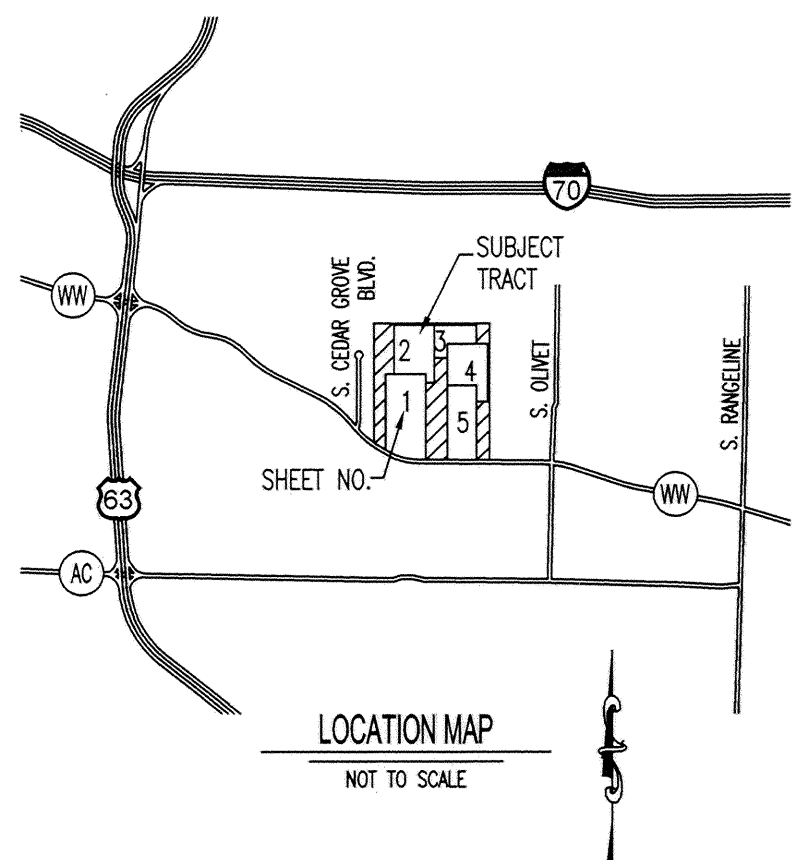 70
SUBJECT
TRACT
S. CEDAR GROVE
BLVD.
WW
2
3
4
1
5
S. OLIVET
S. RANGELINE
SHEET NO.
WW
63
AC
LOCATION MAP
NOT TO SCALE